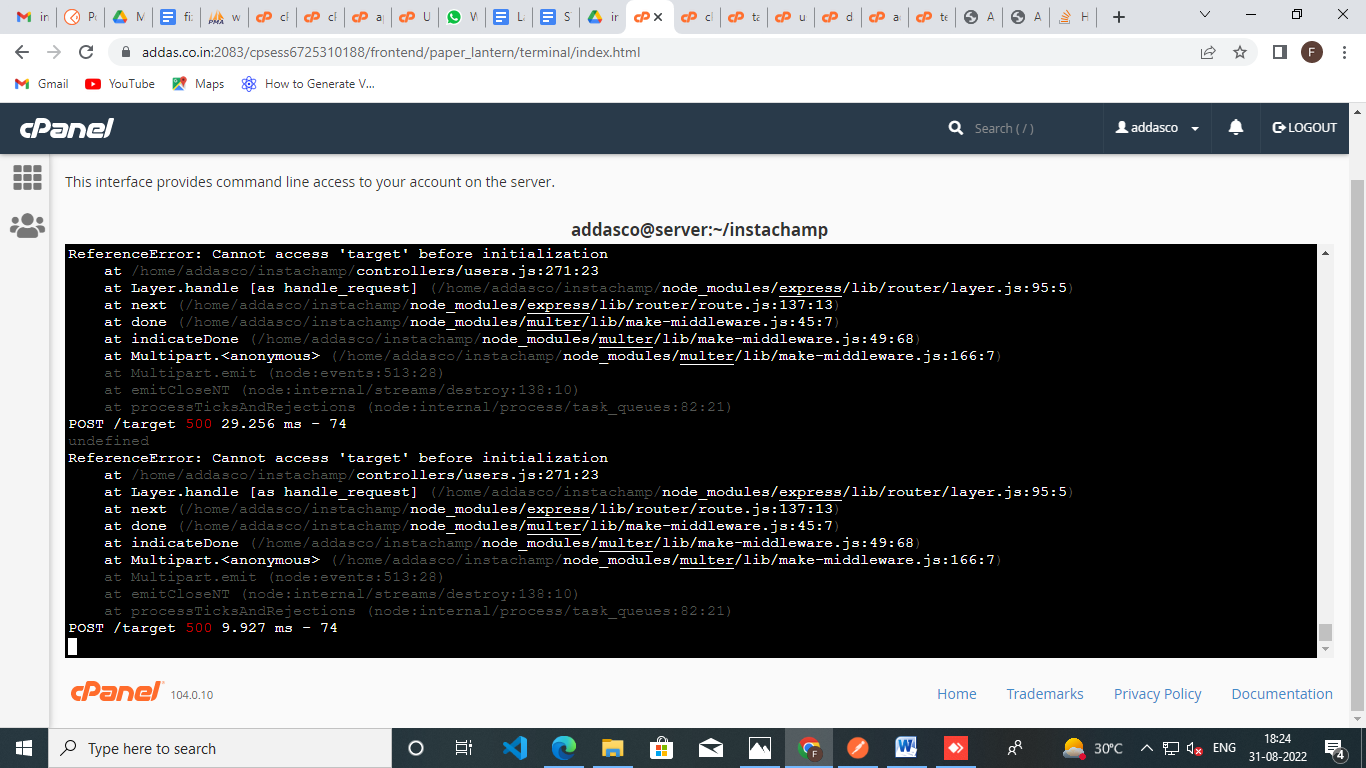 in
Po
M
fi
w
cP
cP
a
U
W
La
S
in
cP
cl
ta
u
d
a
te
A
A
H
addas.co.in:2083/cpsess6725310188/frontend/paper_lantern/terminal/index.html
F
Gmail
YouTube
Maps
How to Generate V...
cPanel
Search ( / )
addasco
LOGOUT
This interface provides command line access to your account on the server.
addasco@server:~/instachamp
ReferenceError: Cannot access 'target' before initialization
at /home/addasco/instachamp/controllers/users.js:271:23
at Layer.handle [as handle_request] (/home/addasco/instachamp/node_modules/express/lib/router/layer.js:95:5)
at next (/home/addasco/instachamp/node_modules/express/lib/router/route.js:137:13)
at done (/home/addasco/instachamp/node_modules/multer/lib/make-middleware.js:45:7)
at indicateDone (/home/addasco/instachamp/node_modules/multer/lib/make-middleware.js:49:68)
at Multipart.<anonymous> (/home/addasco/instachamp/node_modules/multer/lib/make-middleware.js:166:7)
at Multipart.emit (node:events:513:28)
at emitCloseNT (node:internal/streams/destroy:138:10)
at processTicksAndRejections (node:internal/process/task_queues:82:21)
POST /target 500 29.256 ms - 74
undefined
ReferenceError: Cannot access 'target' before initialization
at /home/addasco/instachamp/controllers/users.js:271:23
at Layer.handle [as handle_request] (/home/addasco/instachamp/node_modules/express/lib/router/layer.js:95:5)
at next (/home/addasco/instachamp/node_modules/express/lib/router/route.js:137:13)
at done (/home/addasco/instachamp/node_modules/multer/lib/make-middleware.js:45:7)
at indicateDone (/home/addasco/instachamp/node_modules/multer/lib/make-middleware.js:49:68)
at Multipart.<anonymous> (/home/addasco/instachamp/node_modules/multer/lib/make-middleware.js:166:7)
at Multipart.emit (node:events:513:28)
at emitCloseNT (node:internal/streams/destroy:138:10)
at processTicksAndRejections (node:internal/process/task_queues:82:21)
POST /target 500 9.927 ms - 74
cPanel 104.0.10
Home
Trademarks
Privacy Policy
Documentation
Type here to search
30°C
ENG
18:24
31-08-2022
4